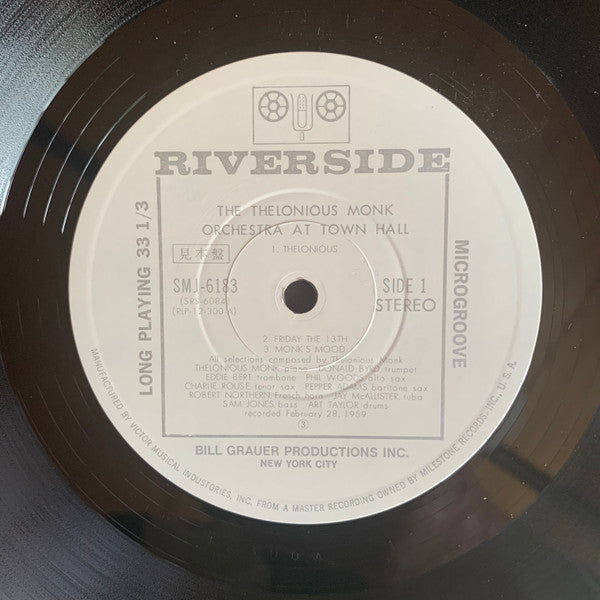 RIVERSIDE
THE THELONIOUS MONK
ORCHESTRA AT TOWN HALL
1. THELONIOUS
見本盤
SMJ-6183
(SRS-6084)
(RLP-12-300 A)
SIDE 1
STEREO
LONG PLAYING 33 1/3
MICROGROOVE
2. FRIDAY THE 13TH
3. MONK'S MOOD
All selections composed by Thelonious Monk
THELONIOUS MONK piano DONALD BYRD, trumpet
EDDIE BERT, trombone PHIL WOODS, alto sax
CHARLIE ROUSE, tenor sax PEPPER ADAMS, baritone sax
ROBERT NORTHERN, French horn JAY McALLISTER, tuba
SAM JONES, bass ART TAYLOR, drums
recorded February 28, 1959
③
BILL GRAUER PRODUCTIONS INC.
NEW YORK CITY
MANUFACTURED BY VICTOR MUSICAL INDUSTRIES, INC. FROM A MASTER RECORDING OWNED BY MILESTONE RECORDS, INC., U.S.A.